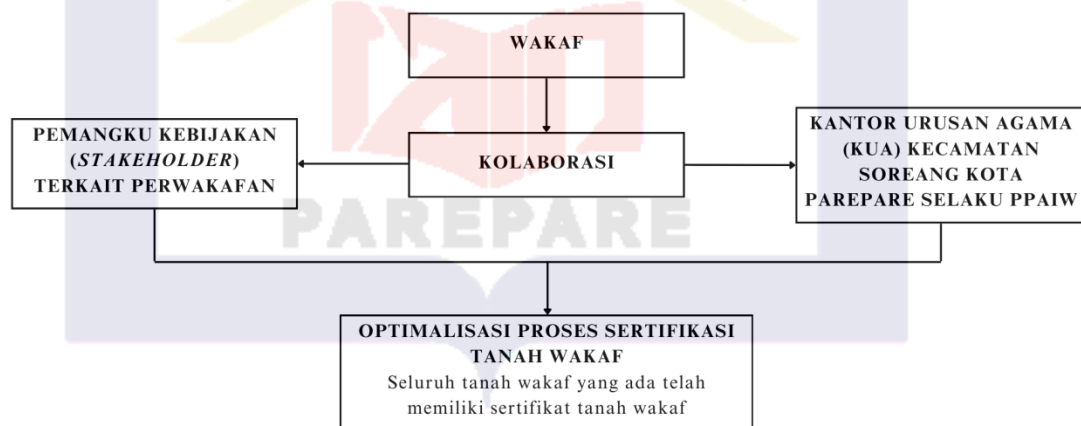 WAKAF
PEMANGKU KEBIJAKAN
(STAKEHOLDER)
TERKAIT PERWAKAFAN
KOLABORASI
KANTOR URUSAN AGAMA
(KUA) KECAMATAN
SOREANG KOTA
PAREPARE SELAKU PPAIW
PAREPARE
OPTIMALISASI PROSES SERTIFIKASI
TANAH WAKAF
Seluruh tanah wakaf yang ada telah
memiliki sertifikat tanah wakaf